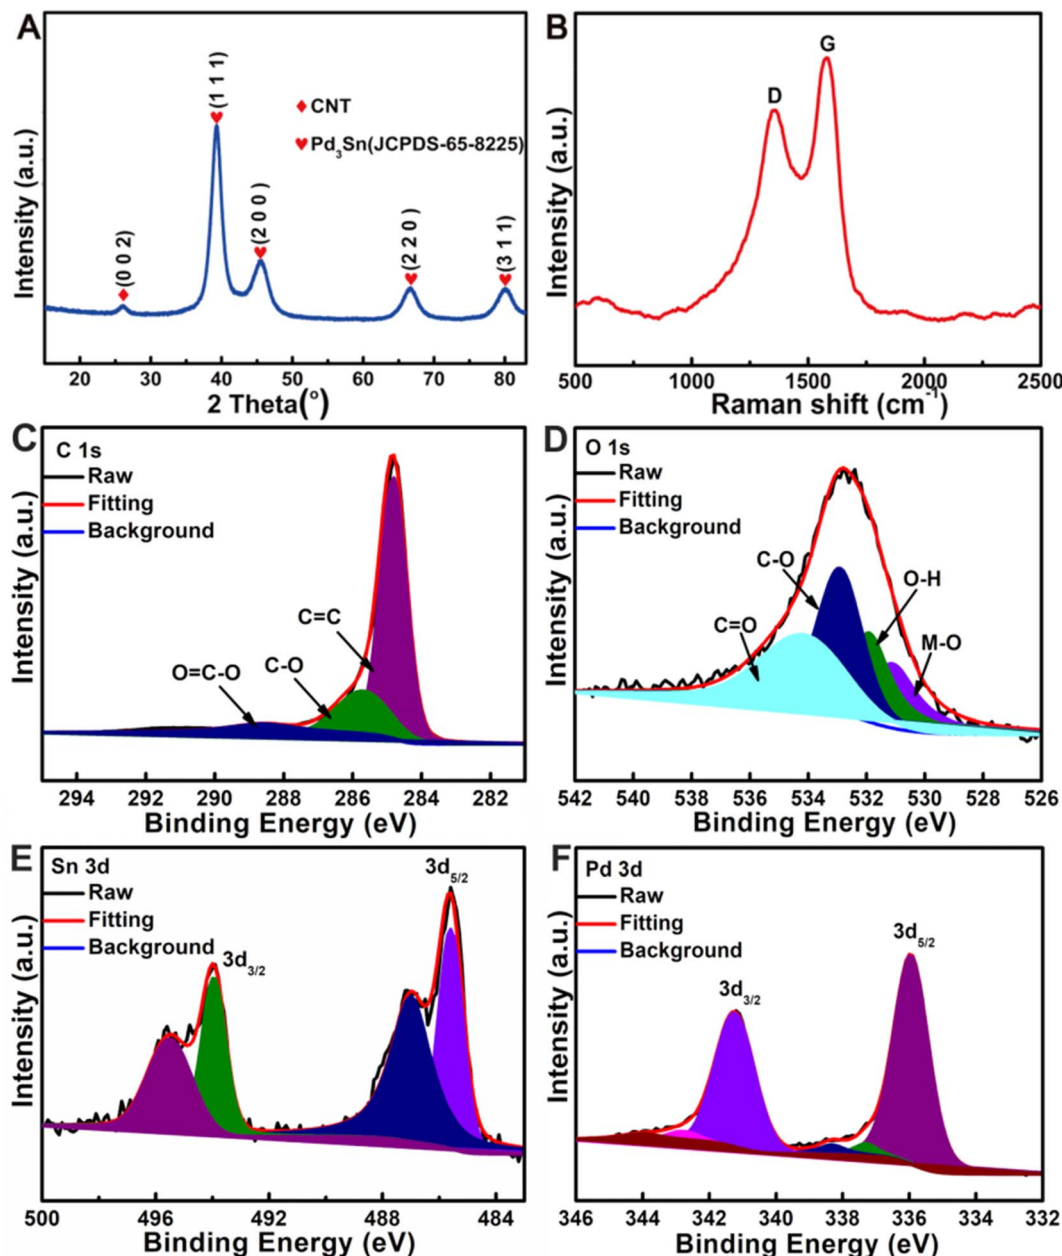 A
(0 0 2)
(1 1 1)
(2 0 0)
(2 2 0)
(3 1 1)
♦ CNT
♥ Pd₃Sn(JCPDS-65-8225)
Intensity (a.u.)
20 30 40 50 60 70 80
2 Theta(°)
B
D
G
Intensity (a.u.)
500 1000 1500 2000 2500
Raman shift (cm⁻¹)
C
C 1s
Raw
Fitting
Background
C=C
C-O
O=C-O
Intensity (a.u.)
294 292 290 288 286 284 282
Binding Energy (eV)
D
O 1s
Raw
Fitting
Background
C-O
O-H
C=O
M-O
Intensity (a.u.)
542 540 538 536 534 532 530 528 526
Binding Energy (eV)
E
Sn 3d
Raw
Fitting
Background
3d₅/₂
3d₃/₂
Intensity (a.u.)
500 496 492 488 484
Binding Energy (eV)
F
Pd 3d
Raw
Fitting
Background
3d₅/₂
3d₃/₂
Intensity (a.u.)
346 344 342 340 338 336 334 332
Binding Energy (eV)